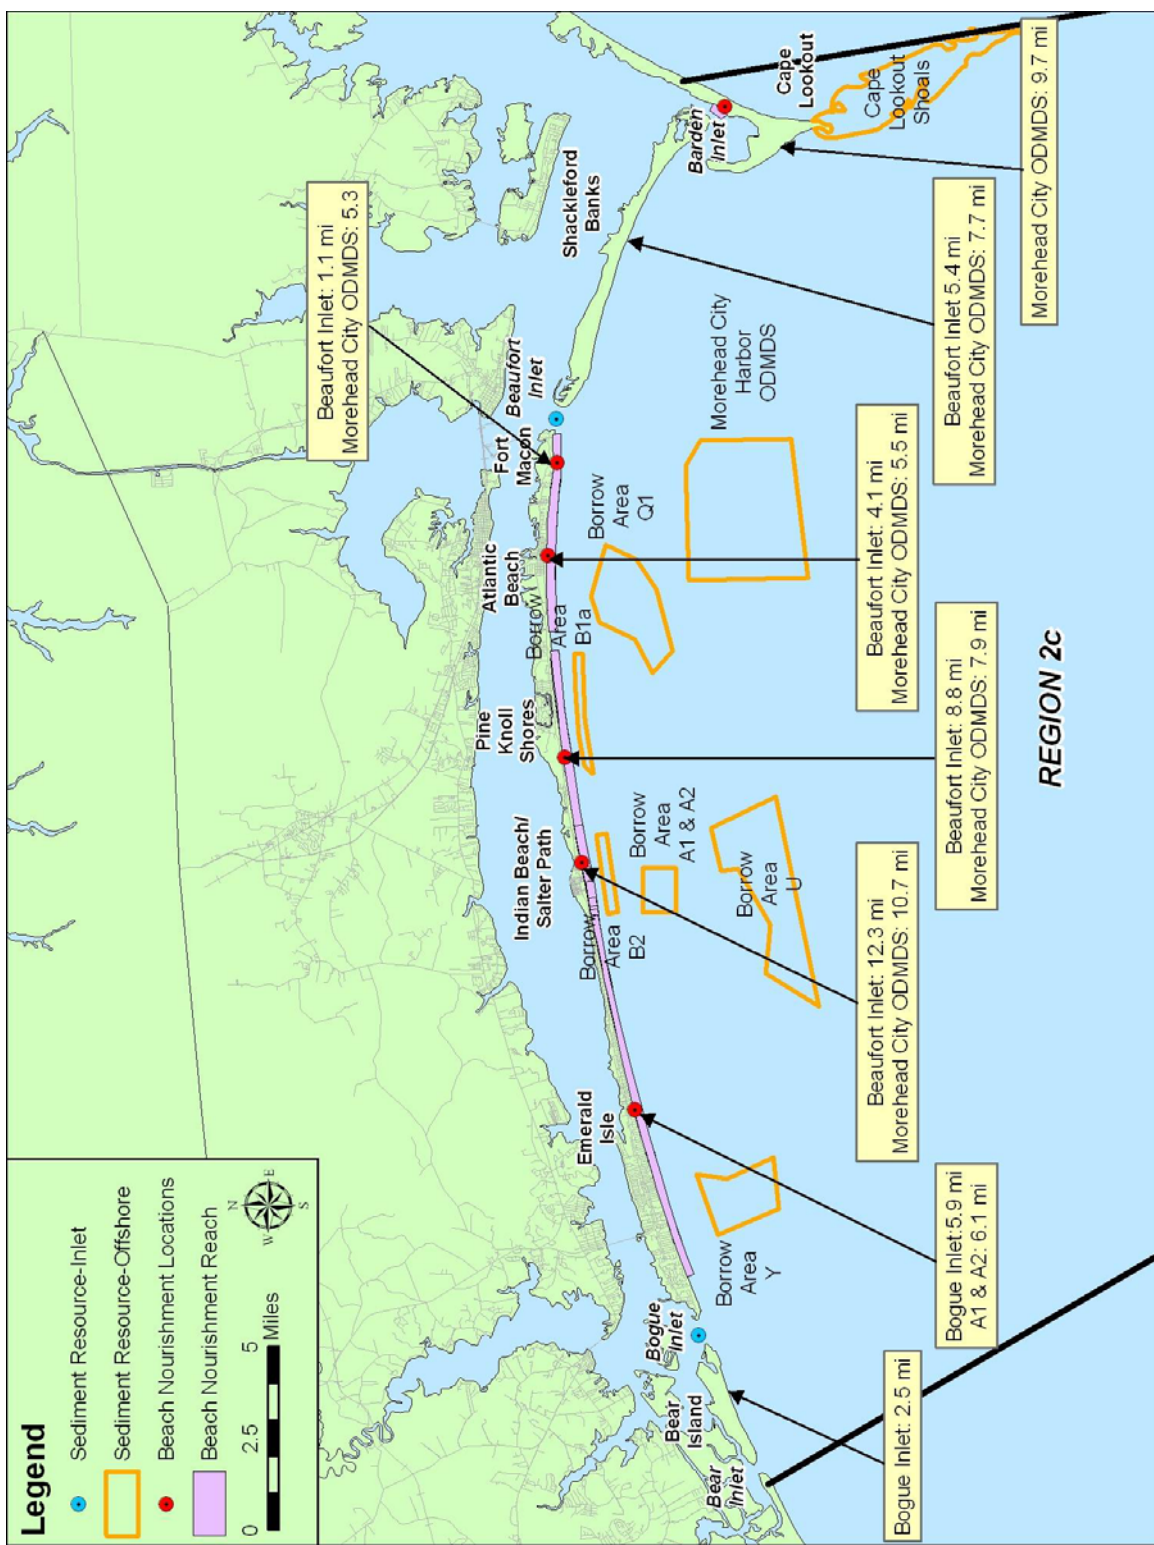 Legend
Sediment Resource-Inlet
Sediment Resource-Offshore
Beach Nourishment Locations
Beach Nourishment Reach
0 2.5 5
Miles
N
E
S
W
Beaufort Inlet: 1.1 mi
Morehead City ODMDS: 5.3
Bear
Inlet
Bear
Island
Bogue
Inlet
Emerald
Isle
Indian Beach/
Salter Path
Pine
Knoll
Shores
Atlantic
Beach
Fort
Macon
Beaufort
Inlet
Shackleford
Banks
Barden
Inlet
Cape
Lookout
Cape
Lookout
Shoals
Borrow
Area
Y
Borrow
Area
B2
Borrow
Area
A1 & A2
Borrow
Area
U
Borrow
Area
B1a
Borrow
Area
Q1
Morehead City
Harbor
ODMDS
Bogue Inlet: 2.5 mi
Bogue Inlet:5.9 mi
A1 & A2: 6.1 mi
Beaufort Inlet: 12.3 mi
Morehead City ODMDS: 10.7 mi
Beaufort Inlet: 8.8 mi
Morehead City ODMDS: 7.9 mi
Beaufort Inlet: 4.1 mi
Morehead City ODMDS: 5.5 mi
Beaufort Inlet 5.4 mi
Morehead City ODMDS: 7.7 mi
Morehead City ODMDS: 9.7 mi
REGION 2c